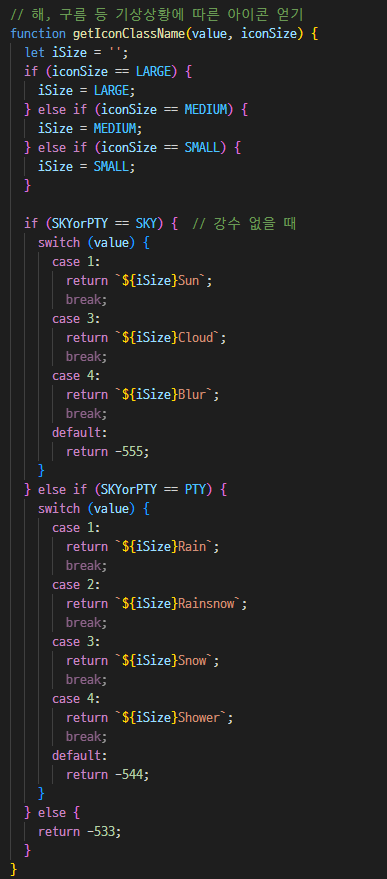 // 해, 구름 등 기상상황에 따른 아이콘 얻기
function getIconClassName(value, iconSize) {
  let iSize = '';
  if (iconSize == LARGE) {
    iSize = LARGE;
  } else if (iconSize == MEDIUM) {
    iSize = MEDIUM;
  } else if (iconSize == SMALL) {
    iSize = SMALL;
  }

  if (SKYorPTY == SKY) {  // 강수 없을 때
    switch (value) {
      case 1:
        return `${iSize}Sun`;
        break;
      case 3:
        return `${iSize}Cloud`;
        break;
      case 4:
        return `${iSize}Blur`;
        break;
      default:
        return -555;
    }
  } else if (SKYorPTY == PTY) {
    switch (value) {
      case 1:
        return `${iSize}Rain`;
        break;
      case 2:
        return `${iSize}Rainsnow`;
        break;
      case 3:
        return `${iSize}Snow`;
        break;
      case 4:
        return `${iSize}Shower`;
        break;
      default:
        return -544;
    }
  } else {
    return -533;
  }
}